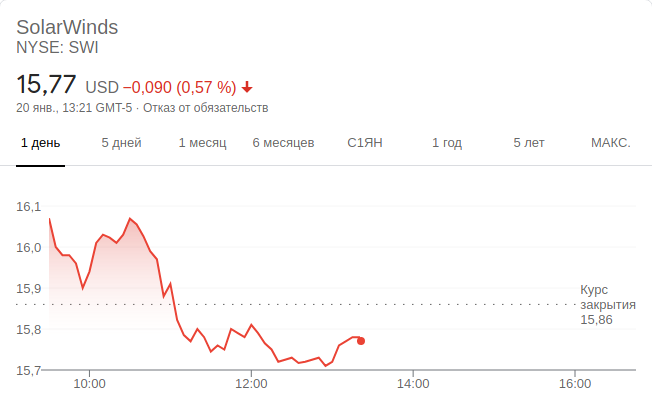 SolarWinds
NYSE: SWI
15,77 USD −0,090 (0,57 %)
20 янв., 13:21 GMT-5 · Отказ от обязательств
1 день 5 дней 1 месяц 6 месяцев С1ЯН 1 год 5 лет МАКС.
16,1
16,0
15,9
Курс
закрытия
15,86
15,8
15,7
10:00 12:00 14:00 16:00